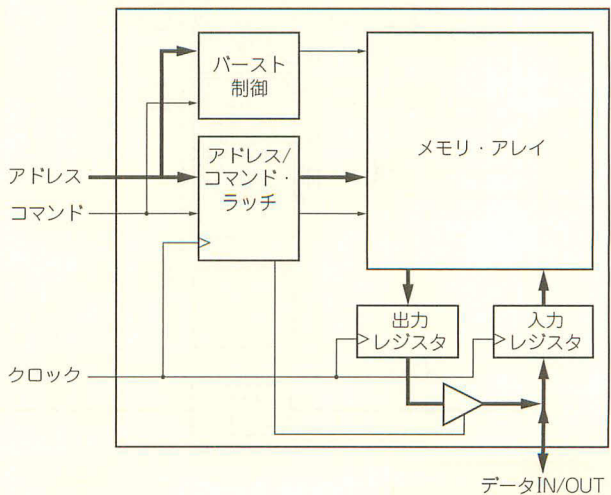 バースト
制御
アドレス/
コマンド・
ラッチ
メモリ・アレイ
アドレス
コマンド
出力
レジスタ
入力
レジスタ
クロック
データIN/OUT